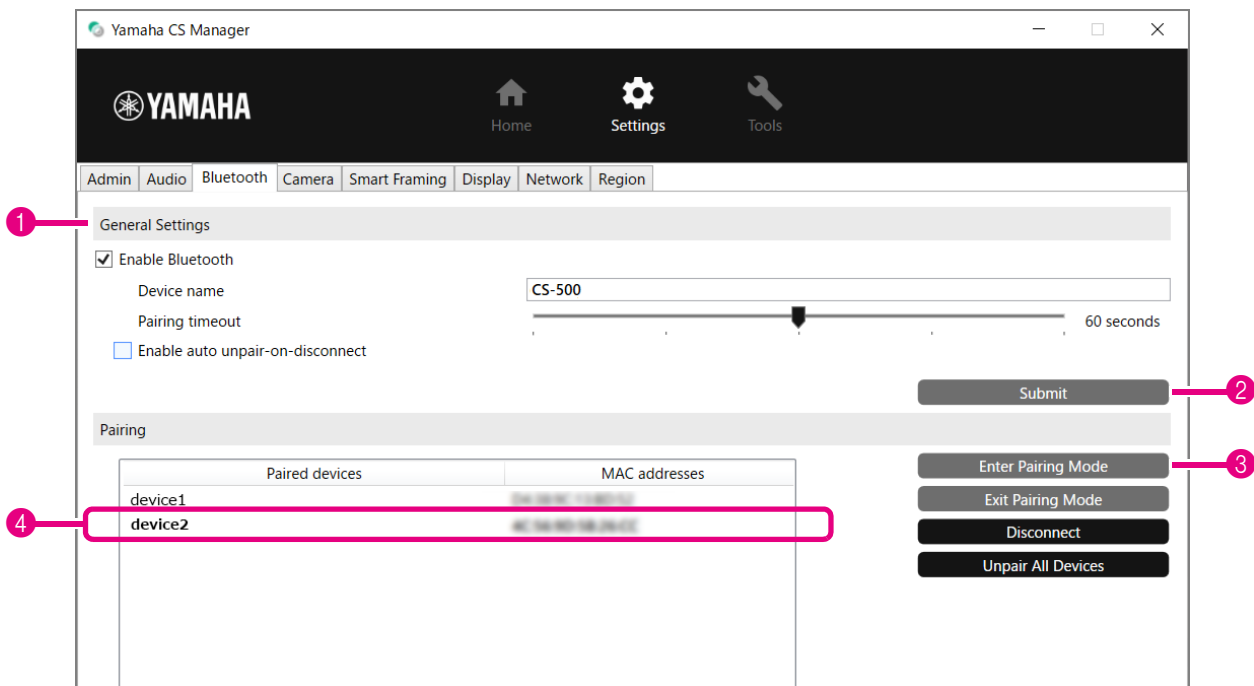 Yamaha CS Manager
YAMAHA
Home Settings Tools
Admin Audio Bluetooth Camera Smart Framing Display Network Region
1 General Settings
Enable Bluetooth
Device name CS-500
Pairing timeout 60 seconds
Enable auto unpair-on-disconnect
Submit 2
Pairing
Paired devices MAC addresses
Enter Pairing Mode 3
device1
Exit Pairing Mode
4 device2
Disconnect
Unpair All Devices